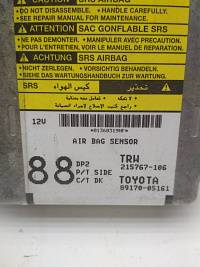 CAUTION SRS AIRBAG
• DO NOT DISASSEMBLE. • HANDLE CAREFULLY.
• SEE REPAIR MANUAL FOR MAINTENANCE.
ATTENTION SAC GONFLABLE SRS
• NE PAS DÉMONTER. • MANIPULER AVEC SOIN.
• POUR L'ENTRETIEN, VOIR LE MANUEL DE REPARATION.
ACHTUNG SRS AIRBAG
• NICHT ZERLEGEN. • VORSICHTIG BEHANDELN.
• SIEHE DAS WARTUNGSHANDBUCH ZUR WARTUNG
SRS كيس الهواء تحذير
12V
AIR BAG SENSOR
88 DP2 TRW
P/T SIDE 215767-106
C/T DK TOYOTA
89170-05161